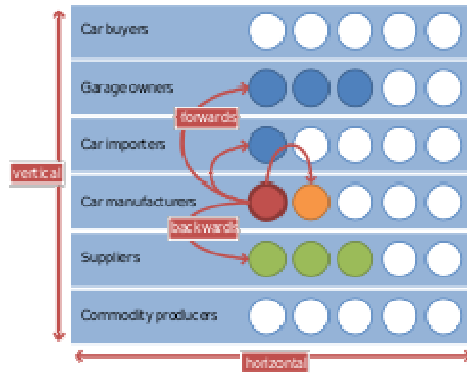 Car buyers
Garage owners
forwards
Car importers
vertical
Car manufacturers
backwards
Suppliers
Commodity producers
horizontal